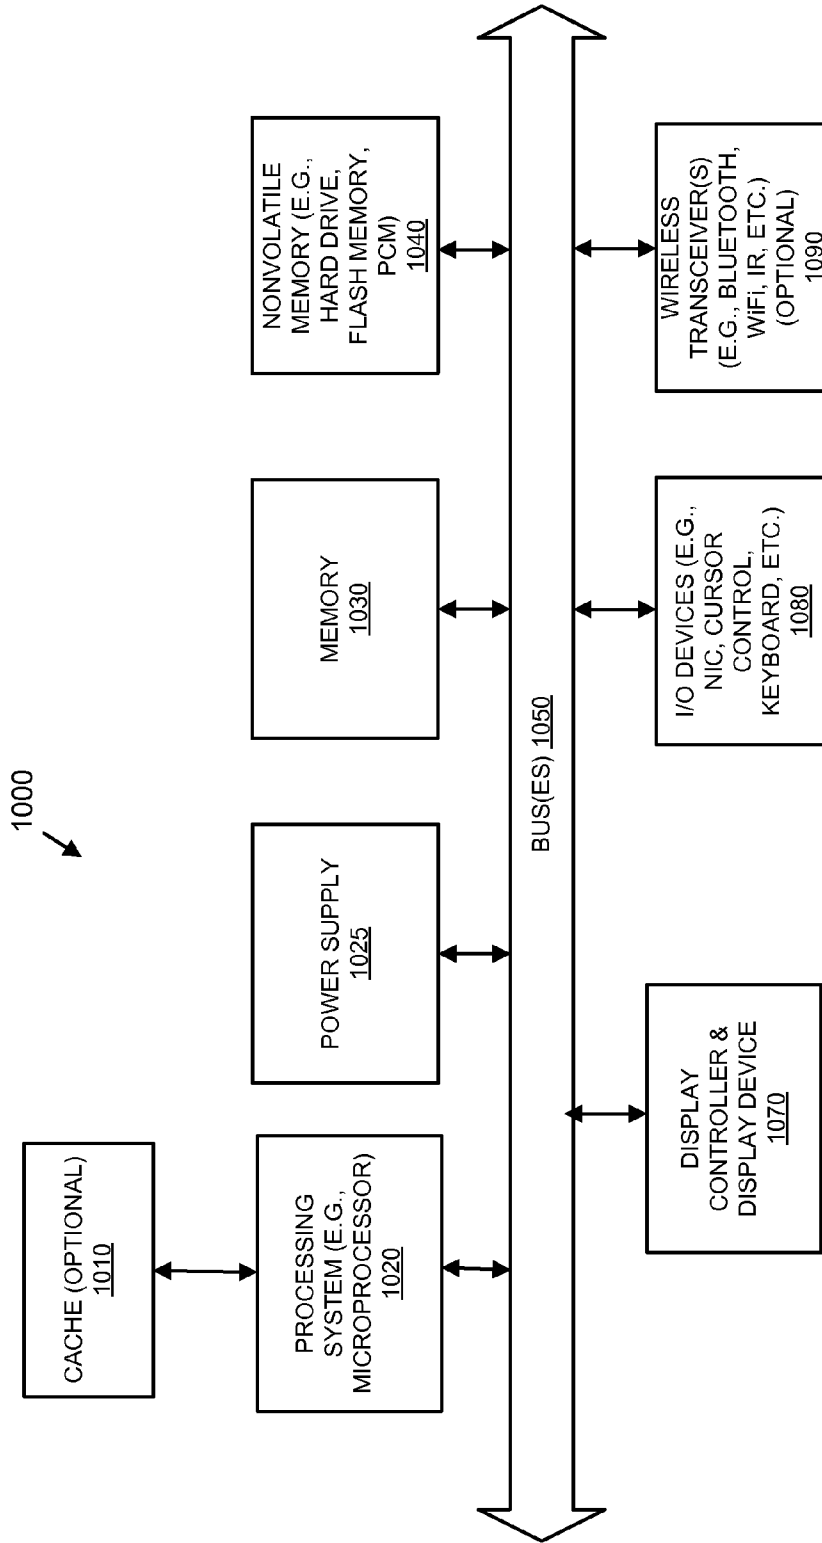 1000
CACHE (OPTIONAL)
1010
PROCESSING
SYSTEM (E.G.,
MICROPROCESSOR)
1020
POWER SUPPLY
1025
MEMORY
1030
NONVOLATILE
MEMORY (E.G.,
HARD DRIVE,
FLASH MEMORY,
PCM)
1040
BUS(ES) 1050
DISPLAY
CONTROLLER &
DISPLAY DEVICE
1070
I/O DEVICES (E.G.,
NIC, CURSOR
CONTROL,
KEYBOARD, ETC.)
1080
WIRELESS
TRANSCEIVER(S)
(E.G., BLUETOOTH,
WiFi, IR, ETC.)
(OPTIONAL)
1090